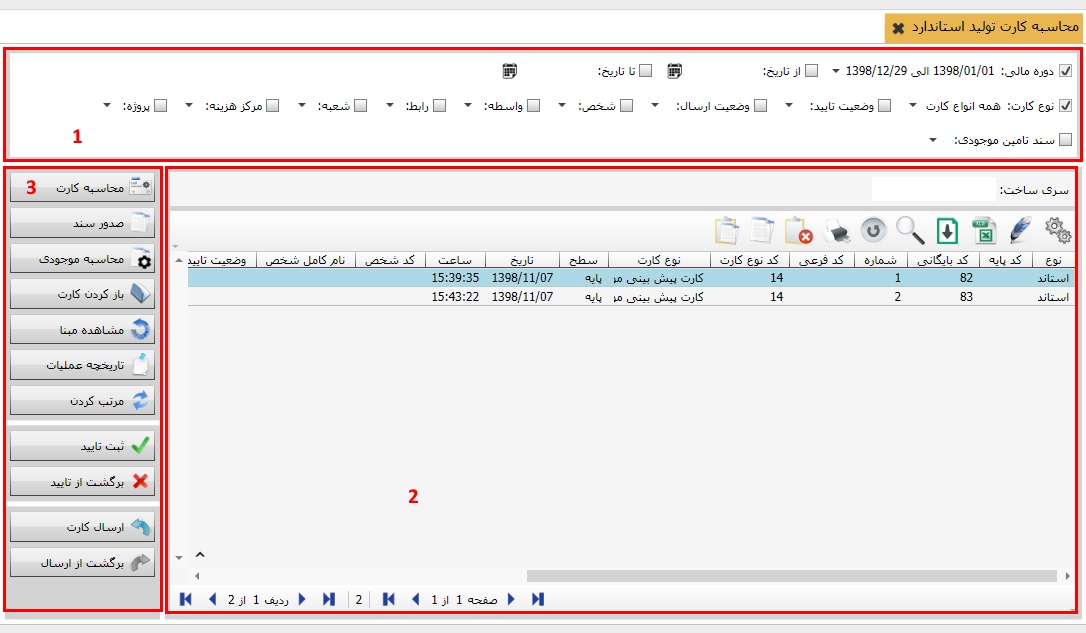 محاسبه کارت تولید استاندارد
دوره مالی: 1398/01/01 الی 1398/12/29 از تاریخ: تا تاریخ:
نوع کارت: همه انواع کارت وضعیت تایید: وضعیت ارسال: شخص: واسطه: رابط: شعبه: مرکز هزینه: پروژه:
سند تامین موجودی:
1
سری ساخت:
نوع کد پایه کد بایگانی شماره کد فرعی کد نوع کارت نوع کارت سطح تاریخ ساعت کد شخص نام کامل شخص وضعیت تایید
استاند 82 1 14 کارت پیش بینی مو پایه 1398/11/07 15:39:35
استاند 83 2 14 کارت پیش بینی مو پایه 1398/11/07 15:43:22
2
صفحه 1 از 1 2 ردیف 1 از 2
محاسبه کارت 3
صدور سند
محاسبه موجودی
باز کردن کارت
مشاهده مبنا
تاریخچه عملیات
مرتب کردن
ثبت تایید
برگشت از تایید
ارسال کارت
برگشت از ارسال